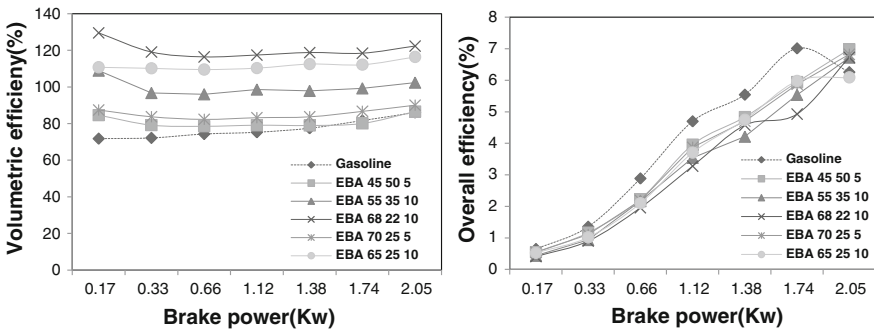 Volumetric efficieny(%)
140
120
100
80
60
40
20
0
0.17 0.33 0.66 1.12 1.38 1.74 2.05
Brake power(Kw)
Gasoline
EBA 45 50 5
EBA 55 35 10
EBA 68 22 10
EBA 70 25 5
EBA 65 25 10
Overall efficiency(%)
8
7
6
5
4
3
2
1
0
0.17 0.33 0.66 1.12 1.38 1.74 2.05
Brake power(Kw)
Gasoline
EBA 45 50 5
EBA 55 35 10
EBA 68 22 10
EBA 70 25 5
EBA 65 25 10